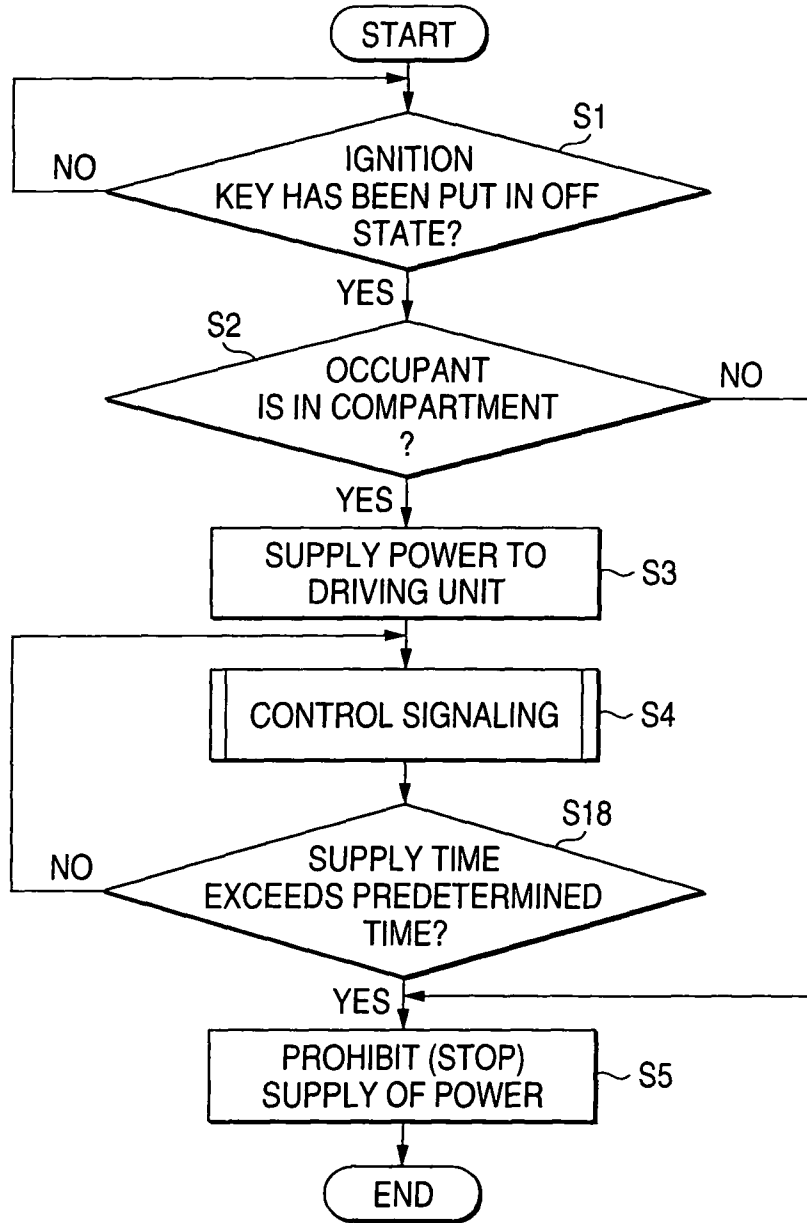 START
S1
NO
IGNITION
KEY HAS BEEN PUT IN OFF
STATE?
YES
S2
OCCUPANT
IS IN COMPARTMENT
?
NO
YES
SUPPLY POWER TO
DRIVING UNIT
S3
CONTROL SIGNALING
S4
S18
NO
SUPPLY TIME
EXCEEDS PREDETERMINED
TIME?
YES
PROHIBIT (STOP)
SUPPLY OF POWER
S5
END